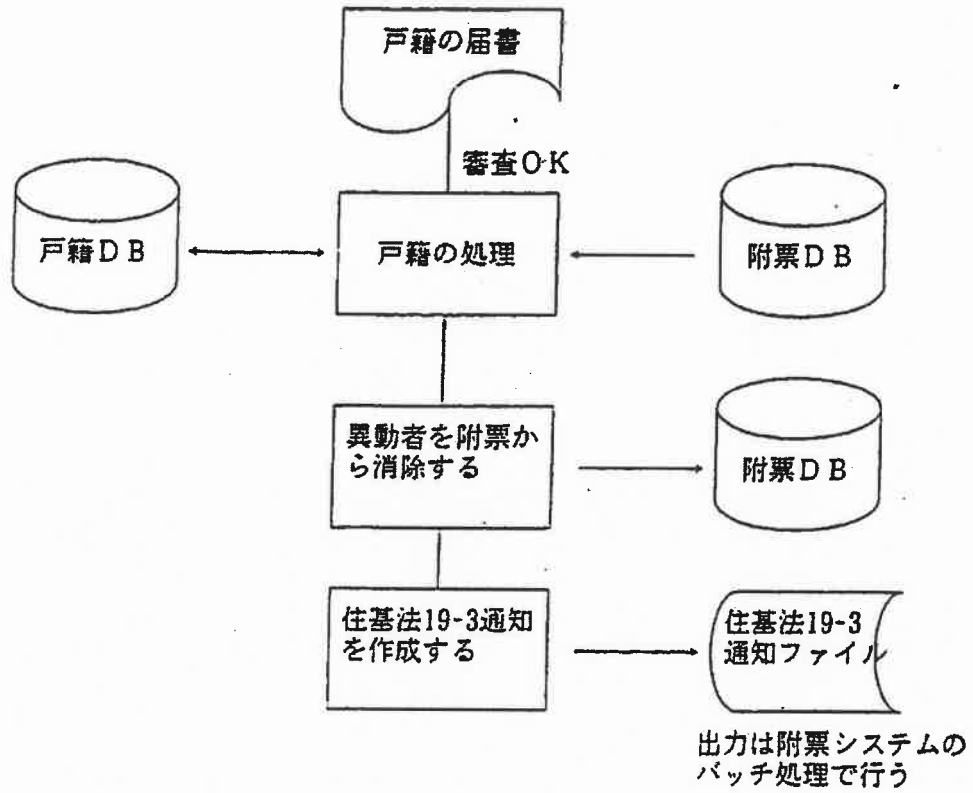 戸籍の届書
審査OK
戸籍DB
戸籍の処理
附票DB
異動者を附票か
ら消除する
附票DB
住基法19-3通知
を作成する
住基法19-3
通知ファイル
出力は附票システムの
バッチ処理で行う